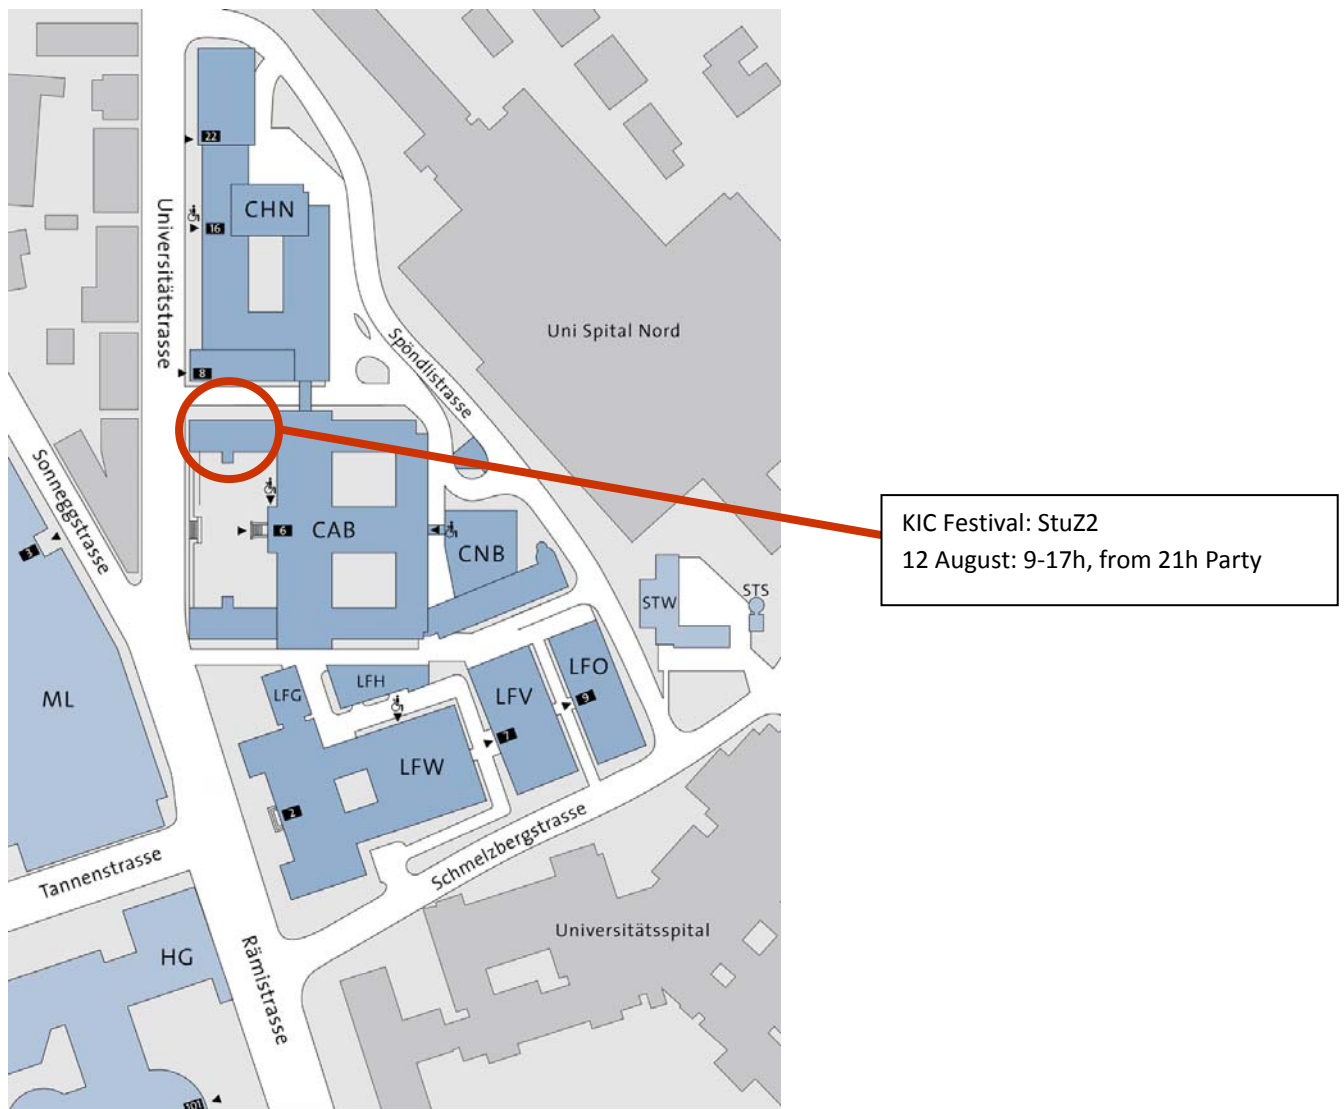 22
CHN
16
Universitätstrasse
Uni Spital Nord
Spöndlistrasse
8
Sonneggstrasse
KIC Festival: StuZ2
12 August: 9-17h, from 21h Party
3
6
CAB
CNB
STW
STS
ML
LFG
LFH
LFV
LFO
9
7
LFW
2
Schmelzbergstrasse
Tannenstrasse
HG
Rämistrasse
Universitätsspital
101